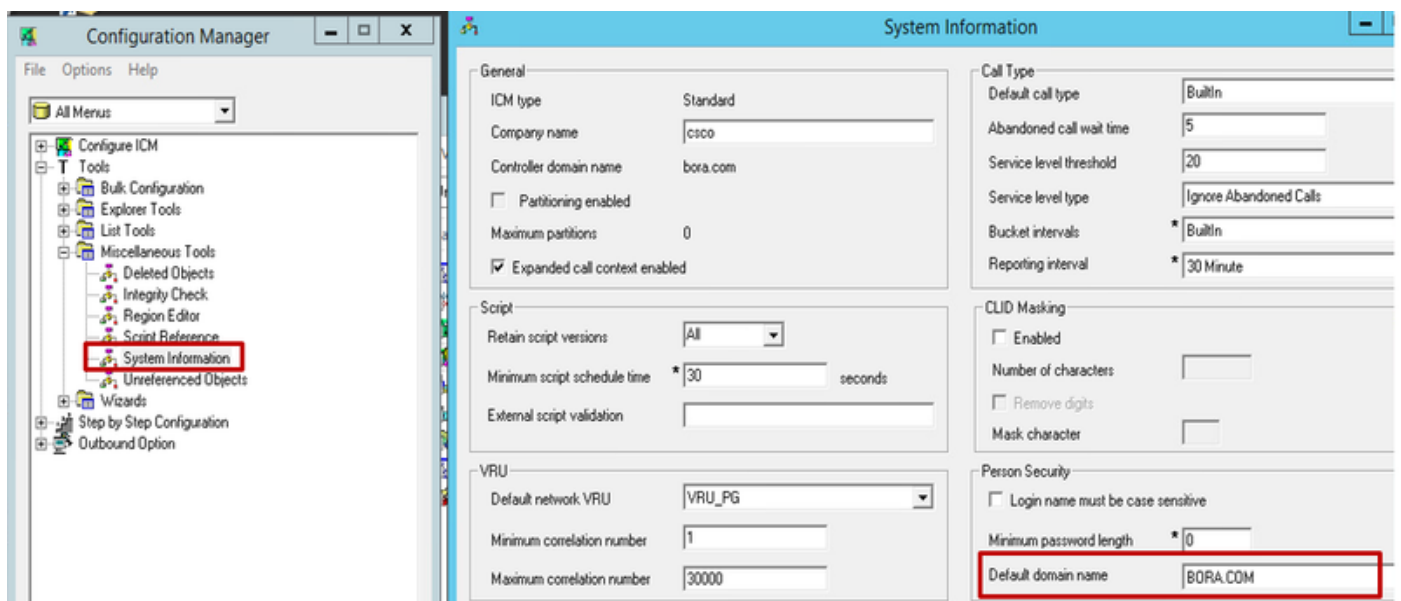 Configuration Manager
File Options Help
All Menus
Configure ICM
Tools
Bulk Configuration
Explorer Tools
List Tools
Miscellaneous Tools
Deleted Objects
Integrity Check
Region Editor
Script Reference
System Information
Unreferenced Objects
Wizards
Step by Step Configuration
Outbound Option
System Information
General
ICM type Standard
Company name csco
Controller domain name bora.com
Partitioning enabled
Maximum partitions 0
Expanded call context enabled
Script
Retain script versions All
Minimum script schedule time * 30 seconds
External script validation
VRU
Default network VRU VRU_PG
Minimum correlation number 1
Maximum correlation number 30000
Call Type
Default call type BuiltIn
Abandoned call wait time 5
Service level threshold 20
Service level type Ignore Abandoned Calls
Bucket intervals * BuiltIn
Reporting interval * 30 Minute
CLID Masking
Enabled
Number of characters
Remove digits
Mask character
Person Security
Login name must be case sensitive
Minimum password length * 0
Default domain name BORA.COM